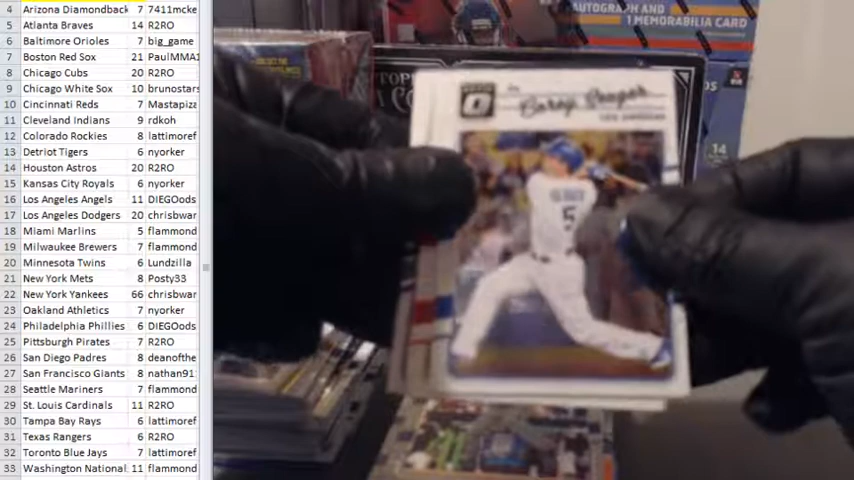 4 Arizona Diamondback 7 7411mcke
5 Atlanta Braves 14 R2RO
6 Baltimore Orioles 7 big_game
7 Boston Red Sox 21 PaulMMA1
8 Chicago Cubs 20 R2RO
9 Chicago White Sox 10 brunostars
10 Cincinnati Reds 7 Mastapiza
11 Cleveland Indians 9 rdkoh
12 Colorado Rockies 8 lattimoref
13 Detriot Tigers 6 nyorker
14 Houston Astros 20 R2RO
15 Kansas City Royals 6 nyorker
16 Los Angeles Angels 11 DIEGOods
17 Los Angeles Dodgers 20 chrisbwar
18 Miami Marlins 5 flammond
19 Milwaukee Brewers 7 flammond
20 Minnesota Twins 6 Lundzilla
21 New York Mets 8 Posty33
22 New York Yankees 66 chrisbwar
23 Oakland Athletics 7 nyorker
24 Philadelphia Phillies 6 DIEGOods
25 Pittsburgh Pirates 7 R2RO
26 San Diego Padres 8 deanofthe
27 San Francisco Giants 8 nathan91
28 Seattle Mariners 7 flammond
29 St. Louis Cardinals 11 R2RO
30 Tampa Bay Rays 6 lattimoref
31 Texas Rangers 6 R2RO
32 Toronto Blue Jays 7 lattimoref
33 Washington National 11 flammond
AUTOGRAPH AND
1 MEMORABILIA CARD
TOPPS
Corey Seager
LOS ANGELES
5
14